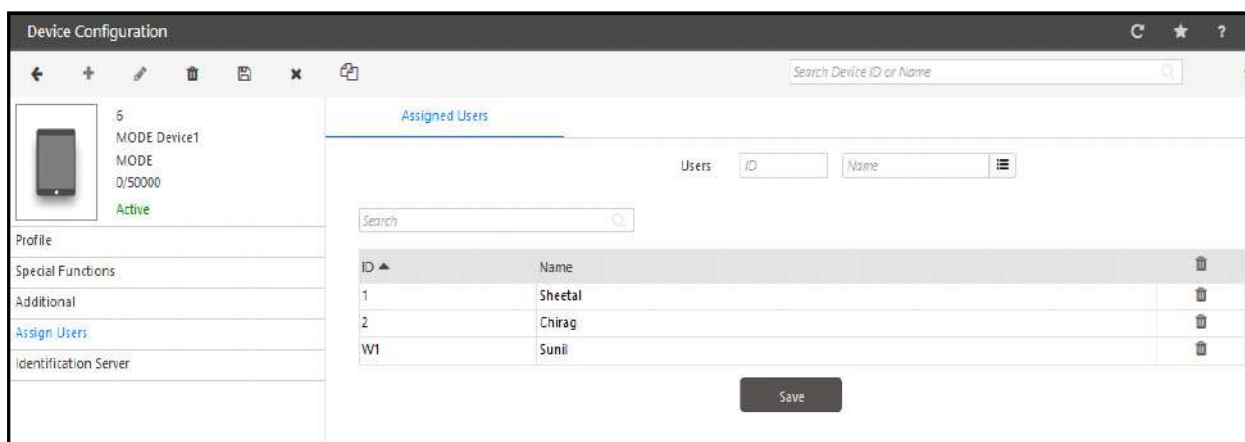 Device Configuration ?
Search Device ID or Name
6
MODE Device1
MODE
0/50000
Active
Profile
Special Functions
Additional
Assign Users
Identification Server
Assigned Users
Users ID Name
Search
ID Name
1 Sheetal
2 Chirag
W1 Sunil
Save